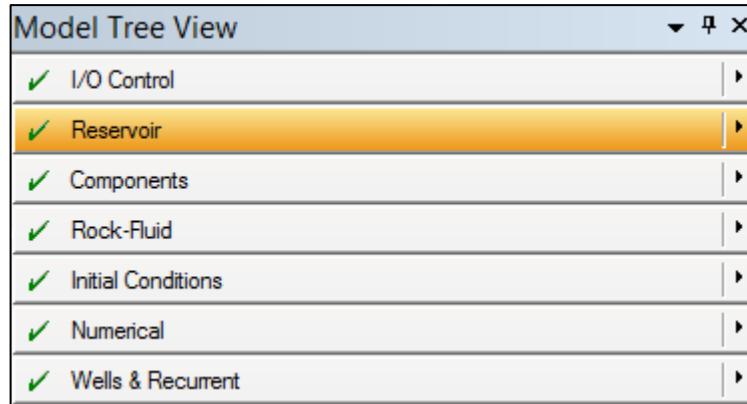 Model Tree View
I/O Control
Reservoir
Components
Rock-Fluid
Initial Conditions
Numerical
Wells & Recurrent